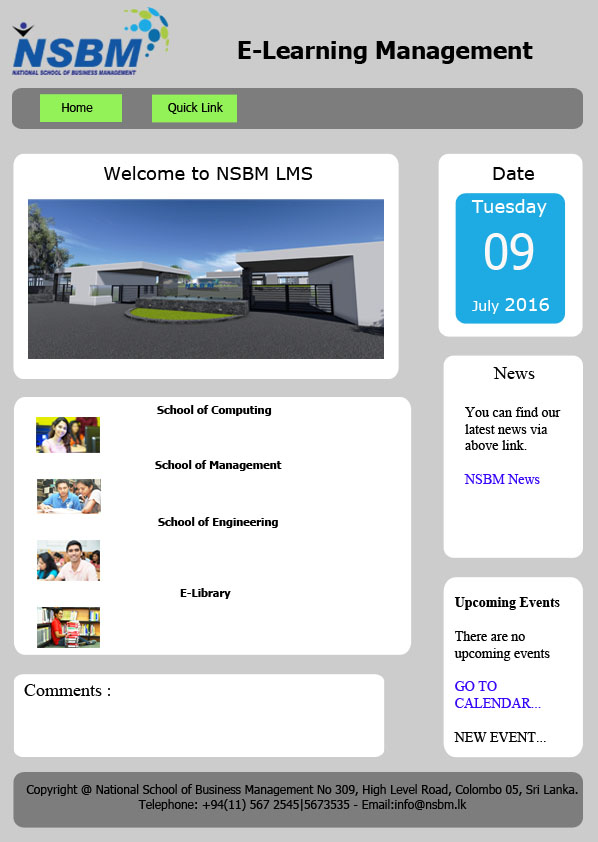 NSBM
NATIONAL SCHOOL OF BUSINESS MANAGEMENT
E-Learning Management
Home
Quick Link
Welcome to NSBM LMS
Date
Tuesday
09
July 2016
News
You can find our
latest news via
above link.
NSBM News
School of Computing
School of Management
School of Engineering
E-Library
Upcoming Events
There are no
upcoming events
GO TO
CALENDAR...
NEW EVENT...
Comments :
Copyright @ National School of Business Management No 309, High Level Road, Colombo 05, Sri Lanka.
Telephone: +94(11) 567 2545|5673535 - Email:info@nsbm.lk